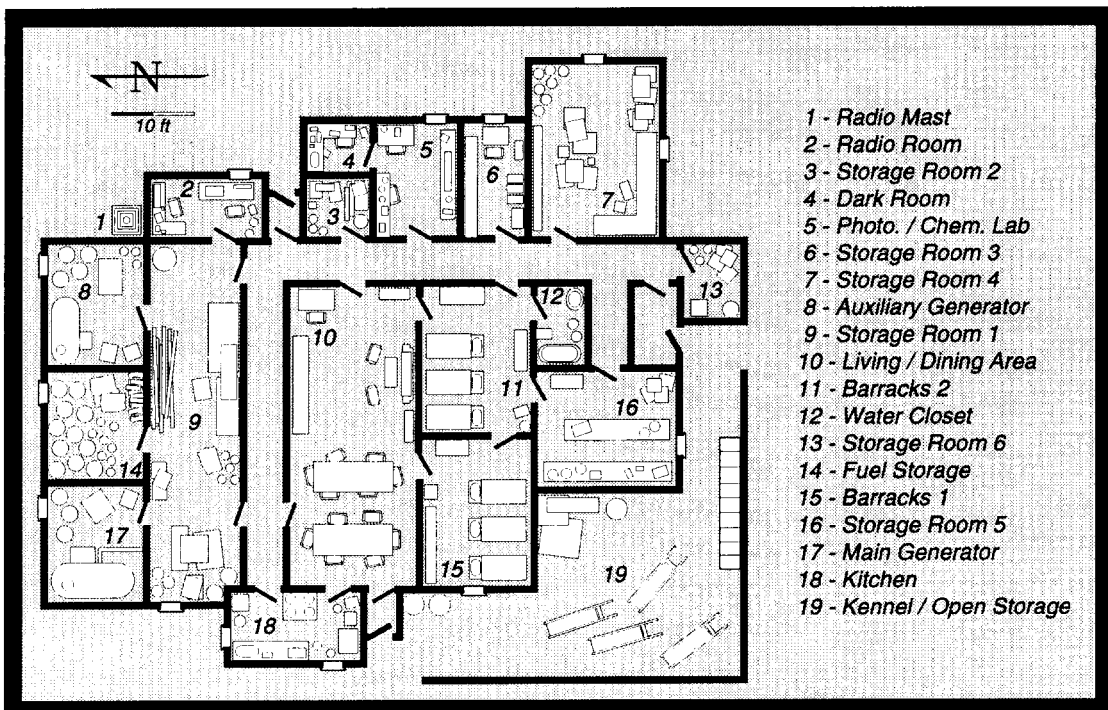 N
10 ft
1 - Radio Mast
2 - Radio Room
3 - Storage Room 2
4 - Dark Room
5 - Photo. / Chem. Lab
6 - Storage Room 3
7 - Storage Room 4
8 - Auxiliary Generator
9 - Storage Room 1
10 - Living / Dining Area
11 - Barracks 2
12 - Water Closet
13 - Storage Room 6
14 - Fuel Storage
15 - Barracks 1
16 - Storage Room 5
17 - Main Generator
18 - Kitchen
19 - Kennel / Open Storage
1
2
3
4
5
6
7
8
9
10
11
12
13
14
15
16
17
18
19